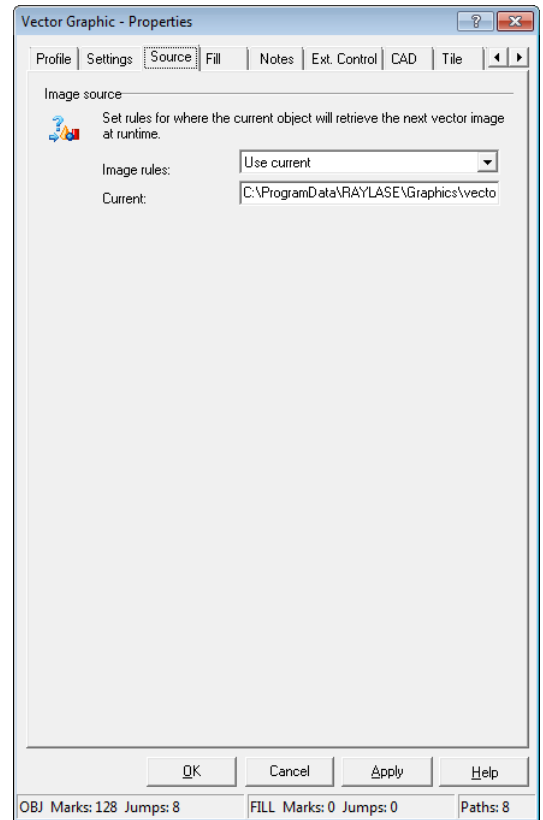 Vector Graphic - Properties
Profile Settings Source Fill Notes Ext. Control CAD Tile
Image source
Set rules for where the current object will retrieve the next vector image
at runtime.
Image rules: Use current
Current: C:\ProgramData\RAYLASE\Graphics\vecto
OK Cancel Apply Help
OBJ Marks: 128 Jumps: 8 FILL Marks: 0 Jumps: 0 Paths: 8